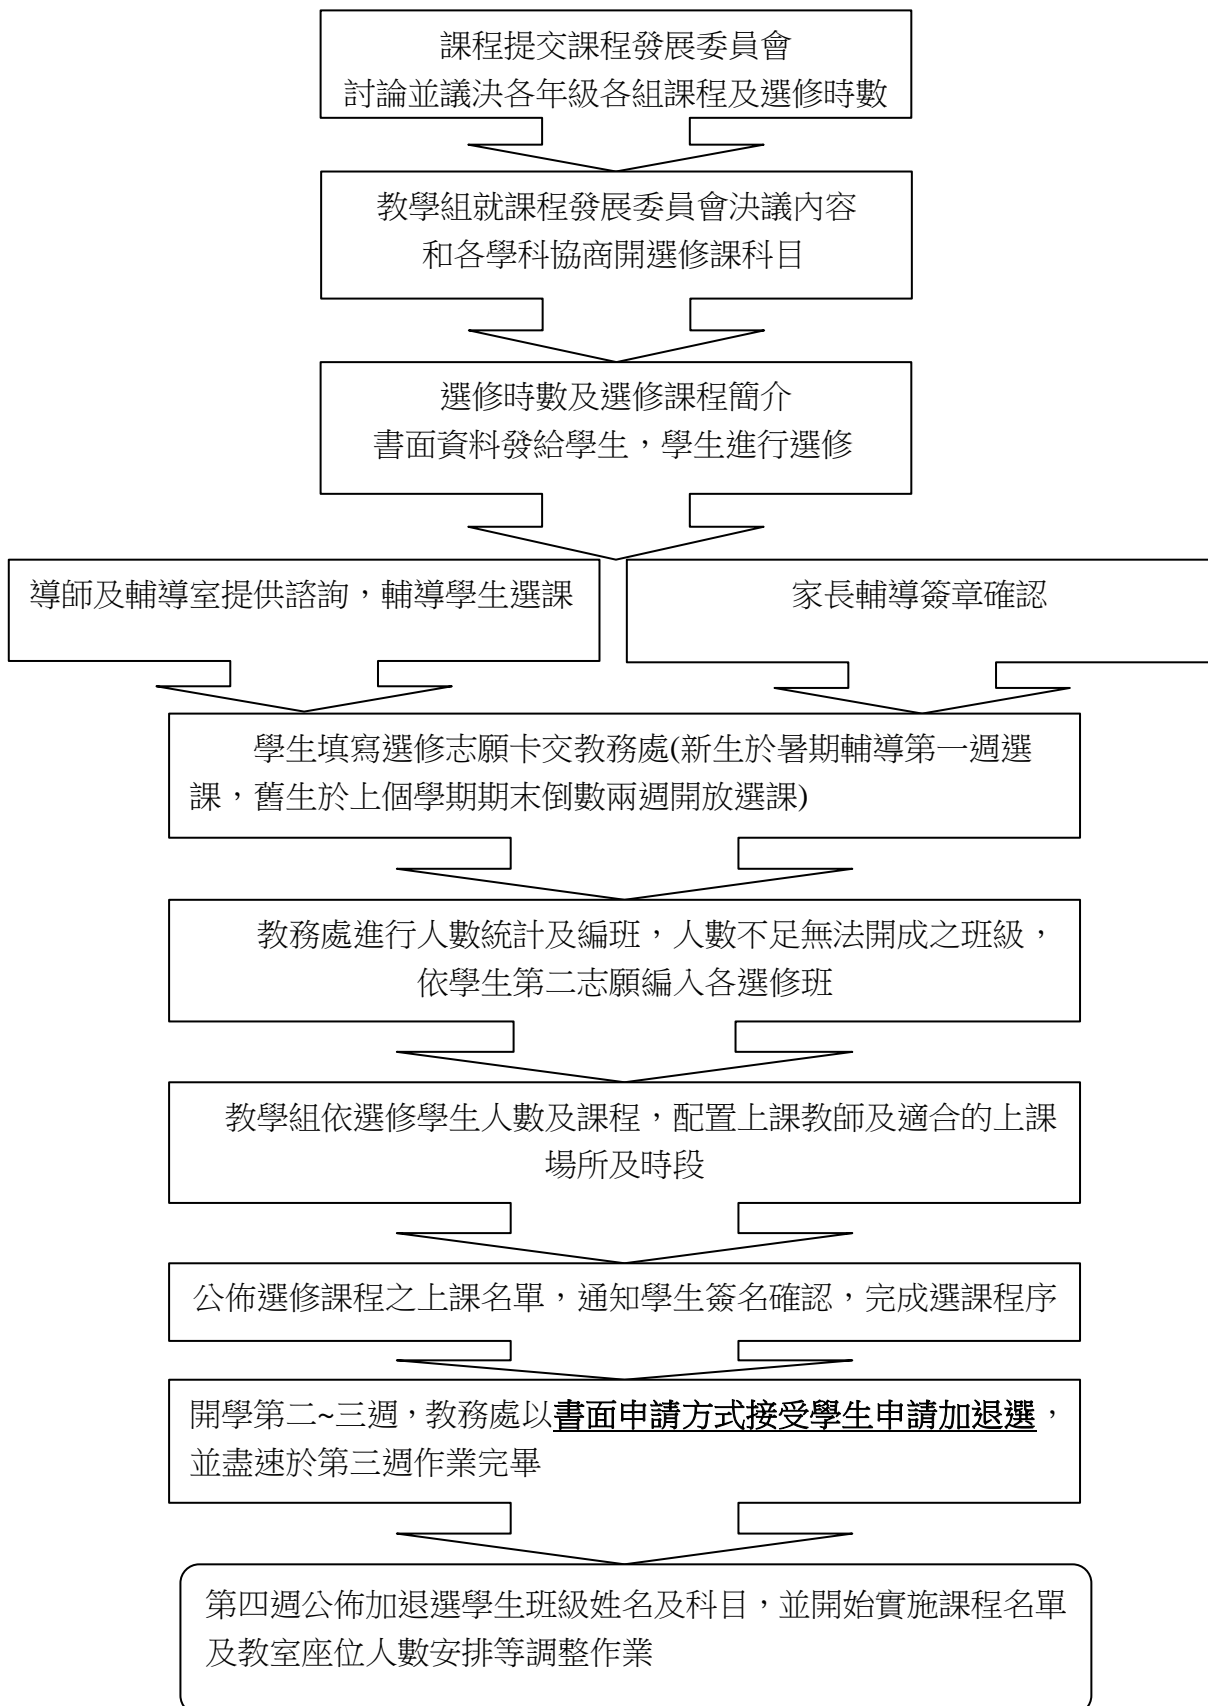 課程提交課程發展委員會
討論並議決各年級各組課程及選修時數
教學組就課程發展委員會決議內容
和各學科協商開選修課科目
選修時數及選修課程簡介
書面資料發給學生，學生進行選修
導師及輔導室提供諮詢，輔導學生選課
家長輔導簽章確認
學生填寫選修志願卡交教務處(新生於暑期輔導第一週選
課，舊生於上個學期期末倒數兩週開放選課)
教務處進行人數統計及編班，人數不足無法開成之班級，
依學生第二志願編入各選修班
教學組依選修學生人數及課程，配置上課教師及適合的上課
場所及時段
公佈選修課程之上課名單，通知學生簽名確認，完成選課程序
開學第二~三週，教務處以書面申請方式接受學生申請加退選，
並盡速於第三週作業完畢
第四週公佈加退選學生班級姓名及科目，並開始實施課程名單
及教室座位人數安排等調整作業